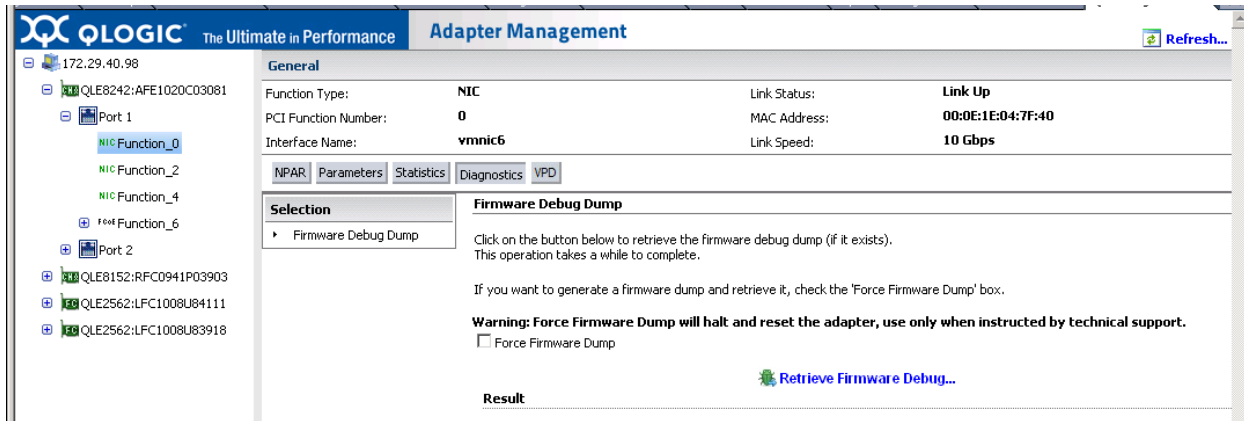 QLOGIC The Ultimate in Performance Adapter Management Refresh...
172.29.40.98
QLE8242:AFE1020C03081
Port 1
NIC Function_0
NIC Function_2
NIC Function_4
FCoE Function_6
Port 2
QLE8152:RFC0941P03903
QLE2562:LFC1008U84111
QLE2562:LFC1008U83918
General
Function Type: NIC Link Status: Link Up
PCI Function Number: 0 MAC Address: 00:0E:1E:04:7F:40
Interface Name: vmnic6 Link Speed: 10 Gbps
NPAR Parameters Statistics Diagnostics VPD
Selection
Firmware Debug Dump
Firmware Debug Dump
Click on the button below to retrieve the firmware debug dump (if it exists).
This operation takes a while to complete.
If you want to generate a firmware dump and retrieve it, check the 'Force Firmware Dump' box.
Warning: Force Firmware Dump will halt and reset the adapter, use only when instructed by technical support.
Force Firmware Dump
Retrieve Firmware Debug...
Result